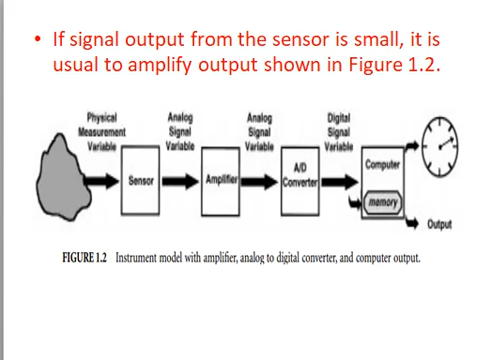 • If signal output from the sensor is small, it is
usual to amplify output shown in Figure 1.2.
Physical
Measurement
Variable
Analog
Signal
Variable
Analog
Signal
Variable
Digital
Signal
Variable
Sensor
Amplifier
A/D
Converter
Computer
memory
Output
FIGURE 1.2 Instrument model with amplifier, analog to digital converter, and computer output.